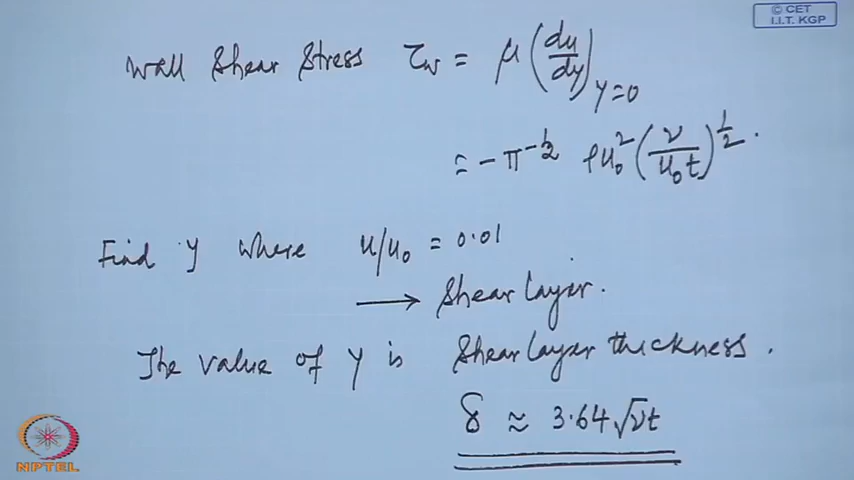 © CET
I.I.T. KGP
Wall Shear Stress τw = μ (du/dy)y=0
= - π^-1/2 ρu₀² (ν/u₀t)^1/2 .
Find y where u/u₀ = 0.01
→ Shear layer.
The value of y is Shear layer thickness.
δ ≈ 3.64√νt
NPTEL